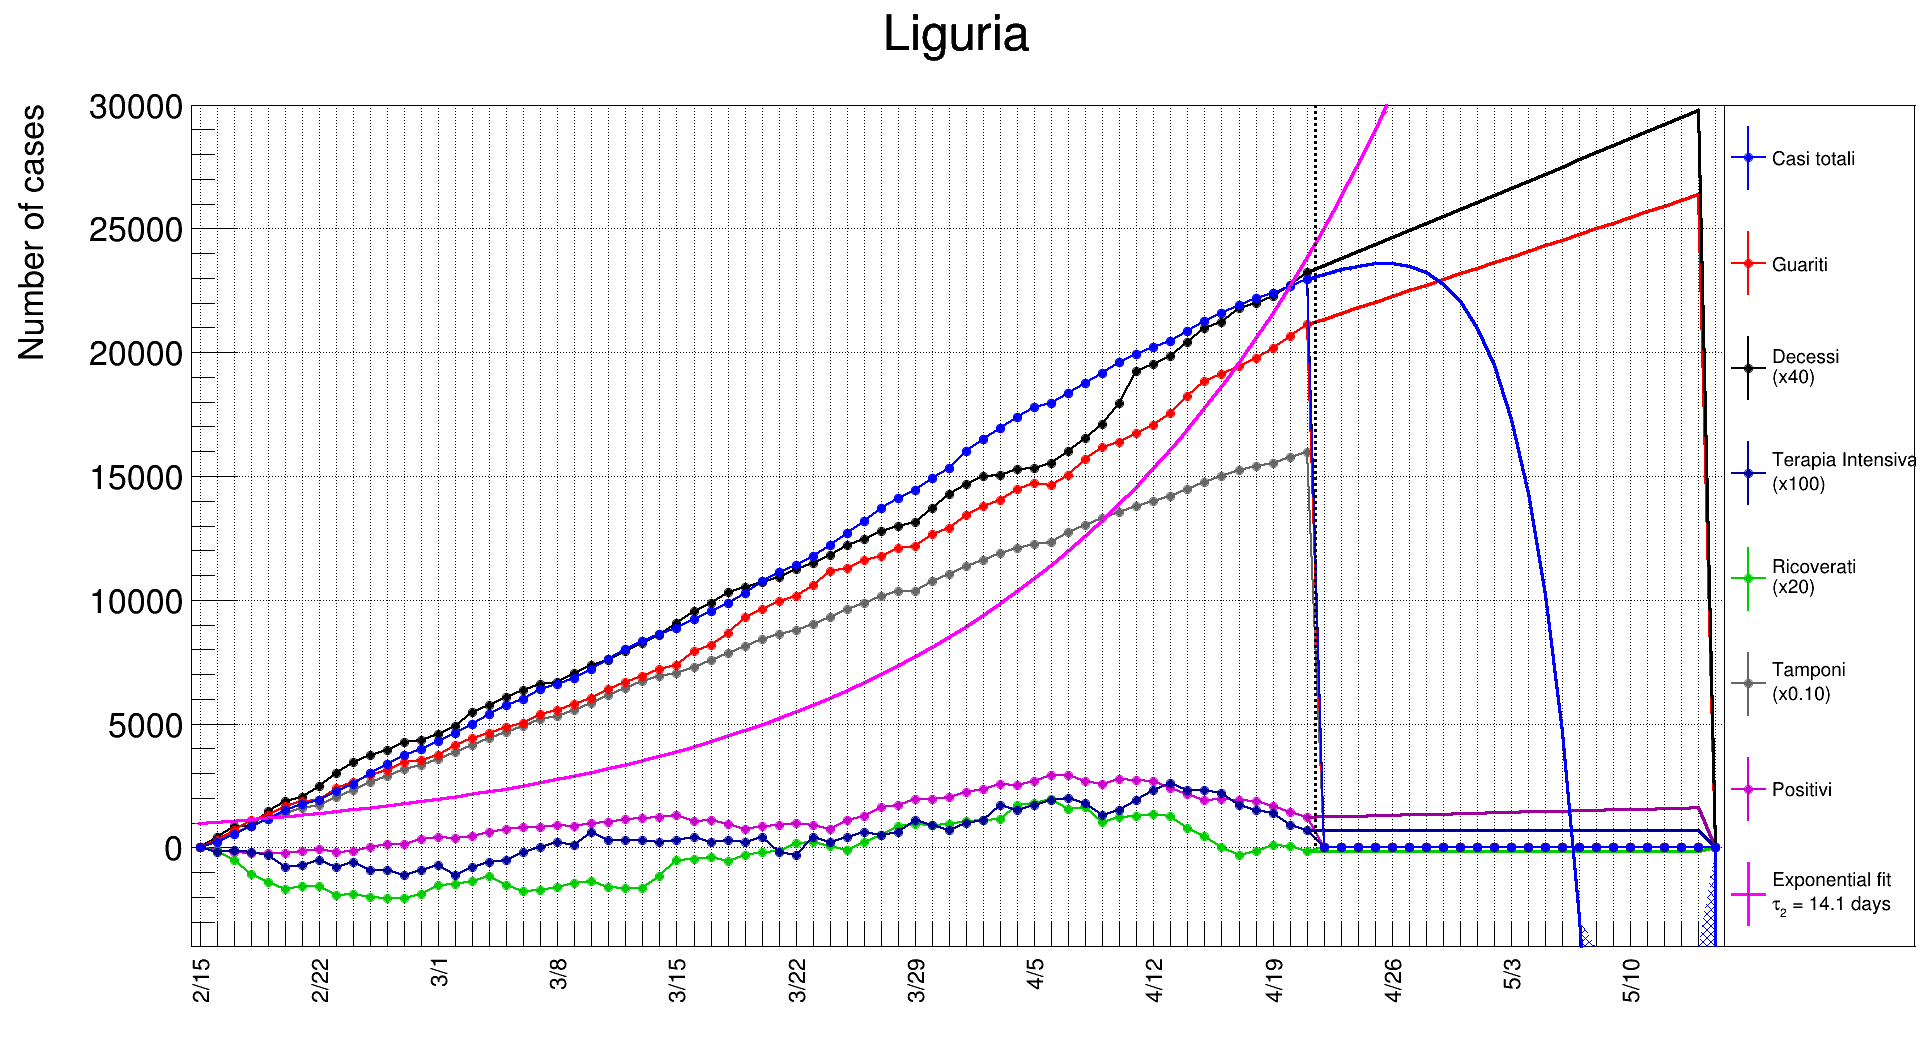 Liguria
Number of cases
30000
25000
20000
15000
10000
5000
0
2/15
2/22
3/1
3/8
3/15
3/22
3/29
4/5
4/12
4/19
4/26
5/3
5/10
Casi totali
Guariti
Decessi
(x40)
Terapia Intensiva
(x100)
Ricoverati
(x20)
Tamponi
(x0.10)
Positivi
Exponential fit
τ2 = 14.1 days